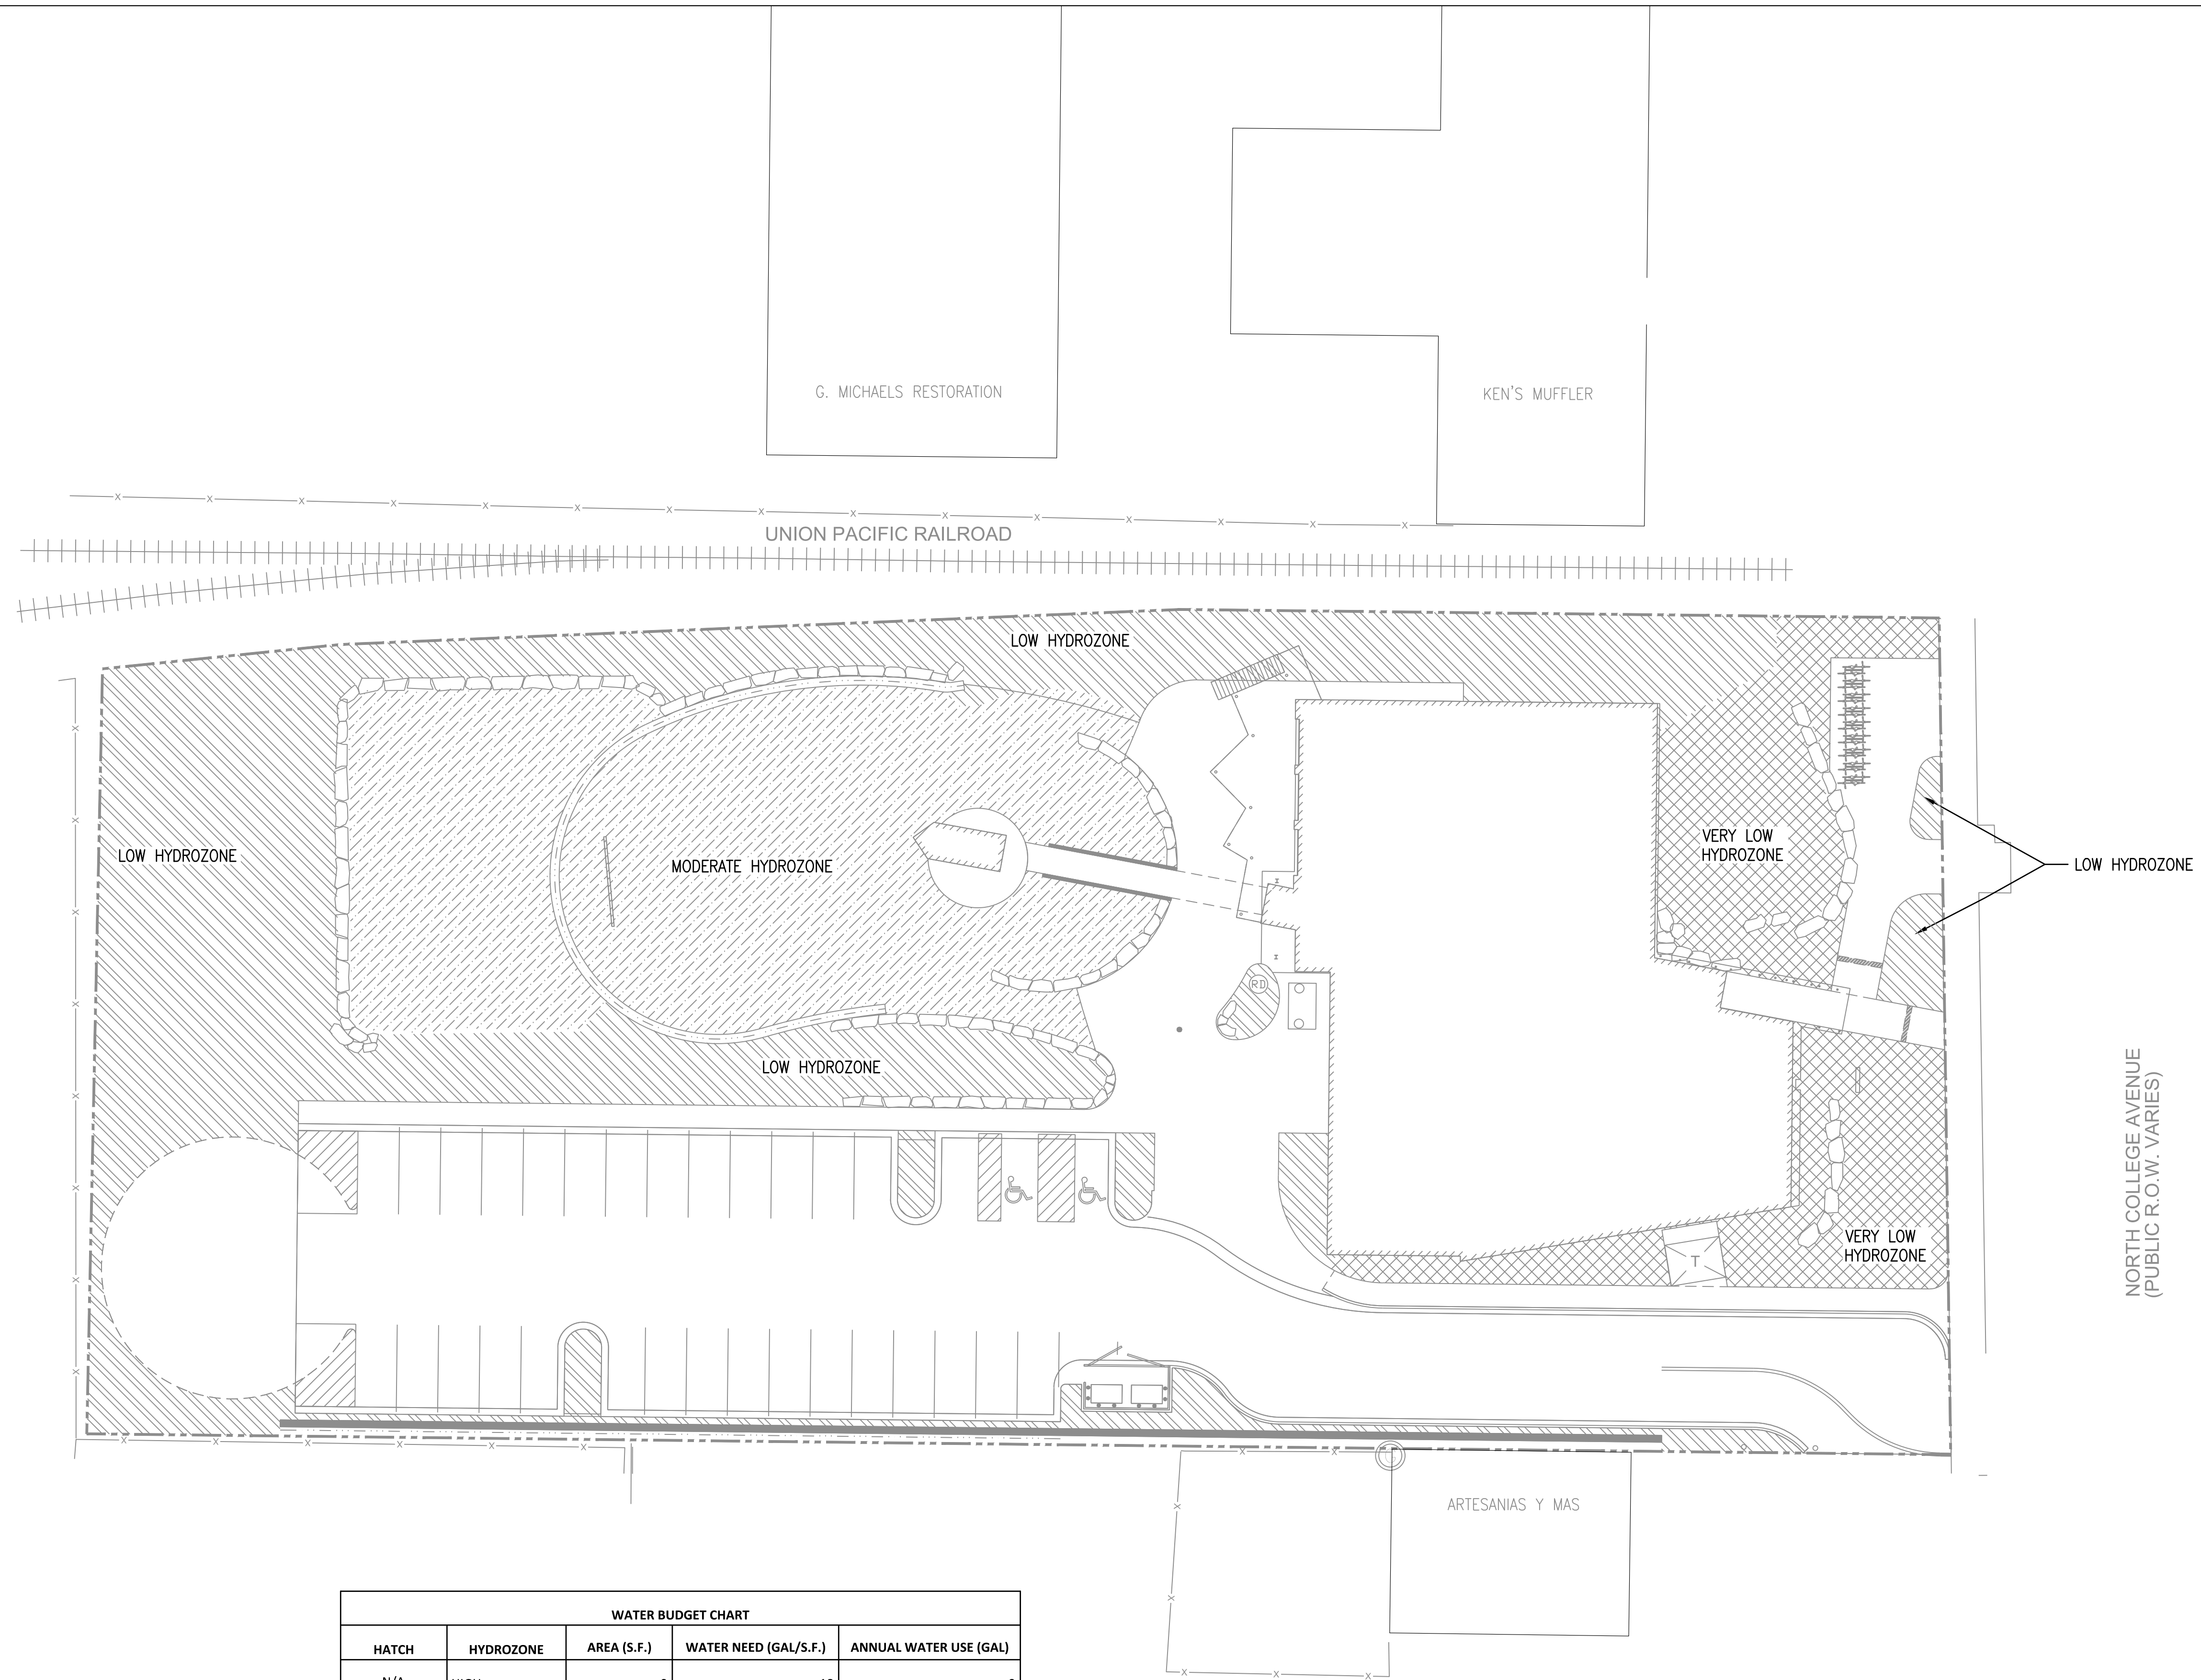 G. MICHAELS RESTORATION
KEN'S MUFFLER
UNION PACIFIC RAILROAD
LOW HYDROZONE
LOW HYDROZONE
MODERATE HYDROZONE
VERY LOW
HYDROZONE
LOW HYDROZONE
RD
LOW HYDROZONE
NORTH COLLEGE AVENUE
(PUBLIC R.O.W. VARIES)
VERY LOW
HYDROZONE
T
ARTESANIAS Y MAS
WATER BUDGET CHART
HATCH HYDROZONE AREA (S.F.) WATER NEED (GAL/S.F.) ANNUAL WATER USE (GAL)